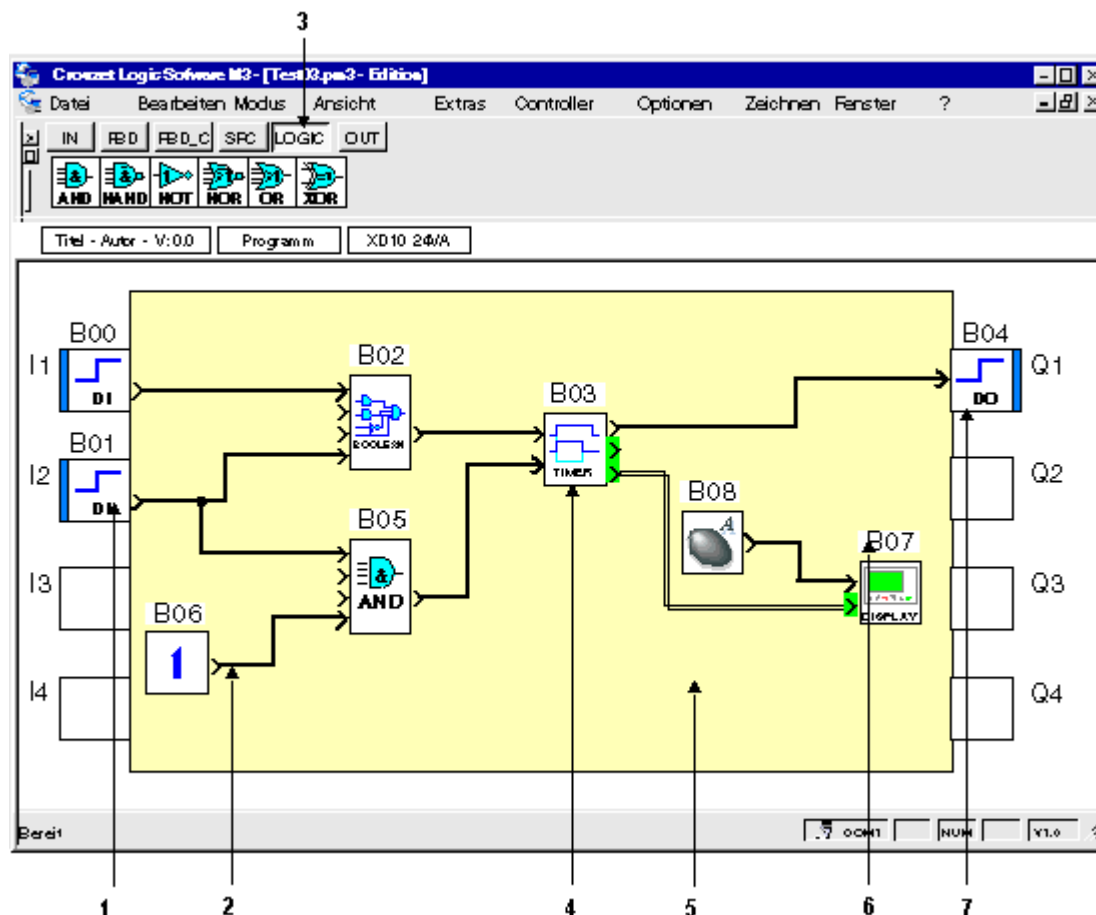 3
Crouzet Logic Sofware M3 - [Test03.pm3 - Edition]
Datei Bearbeiten Modus Ansicht Extras Controller Optionen Zeichnen Fenster ?
IN FBD FBD_C SFC LOGIC OUT
AND NAND NOT NOR OR XOR
Titel - Autor - V: 0.0 Programm XD10 24VA
B00 B04
I1 B02 Q1
DI B03 DO
B01 BOOLEAN
I2 TIMER Q2
B08
B05 A
B07
I3 AND Q3
B06 DISPLAY
1
I4 Q4
Bereit COM1 NUM V1.0
1 2 4 5 6 7